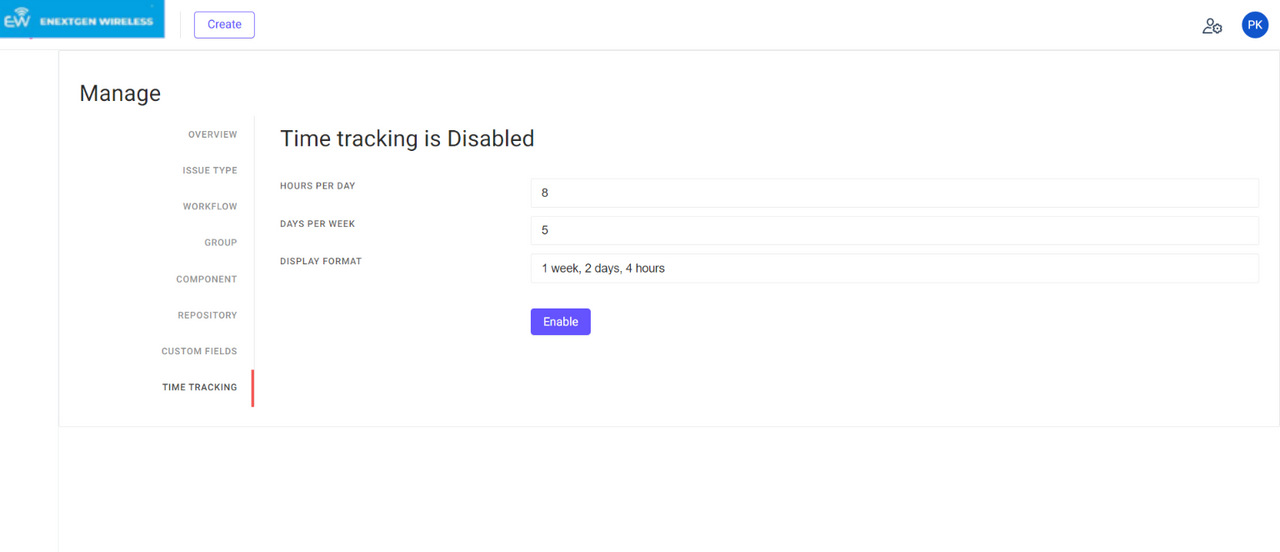 EW ENEXTGEN WIRELESS
Create
PK
Manage
OVERVIEW
ISSUE TYPE
WORKFLOW
GROUP
COMPONENT
REPOSITORY
CUSTOM FIELDS
TIME TRACKING
Time tracking is Disabled
HOURS PER DAY
8
DAYS PER WEEK
5
DISPLAY FORMAT
1 week, 2 days, 4 hours
Enable